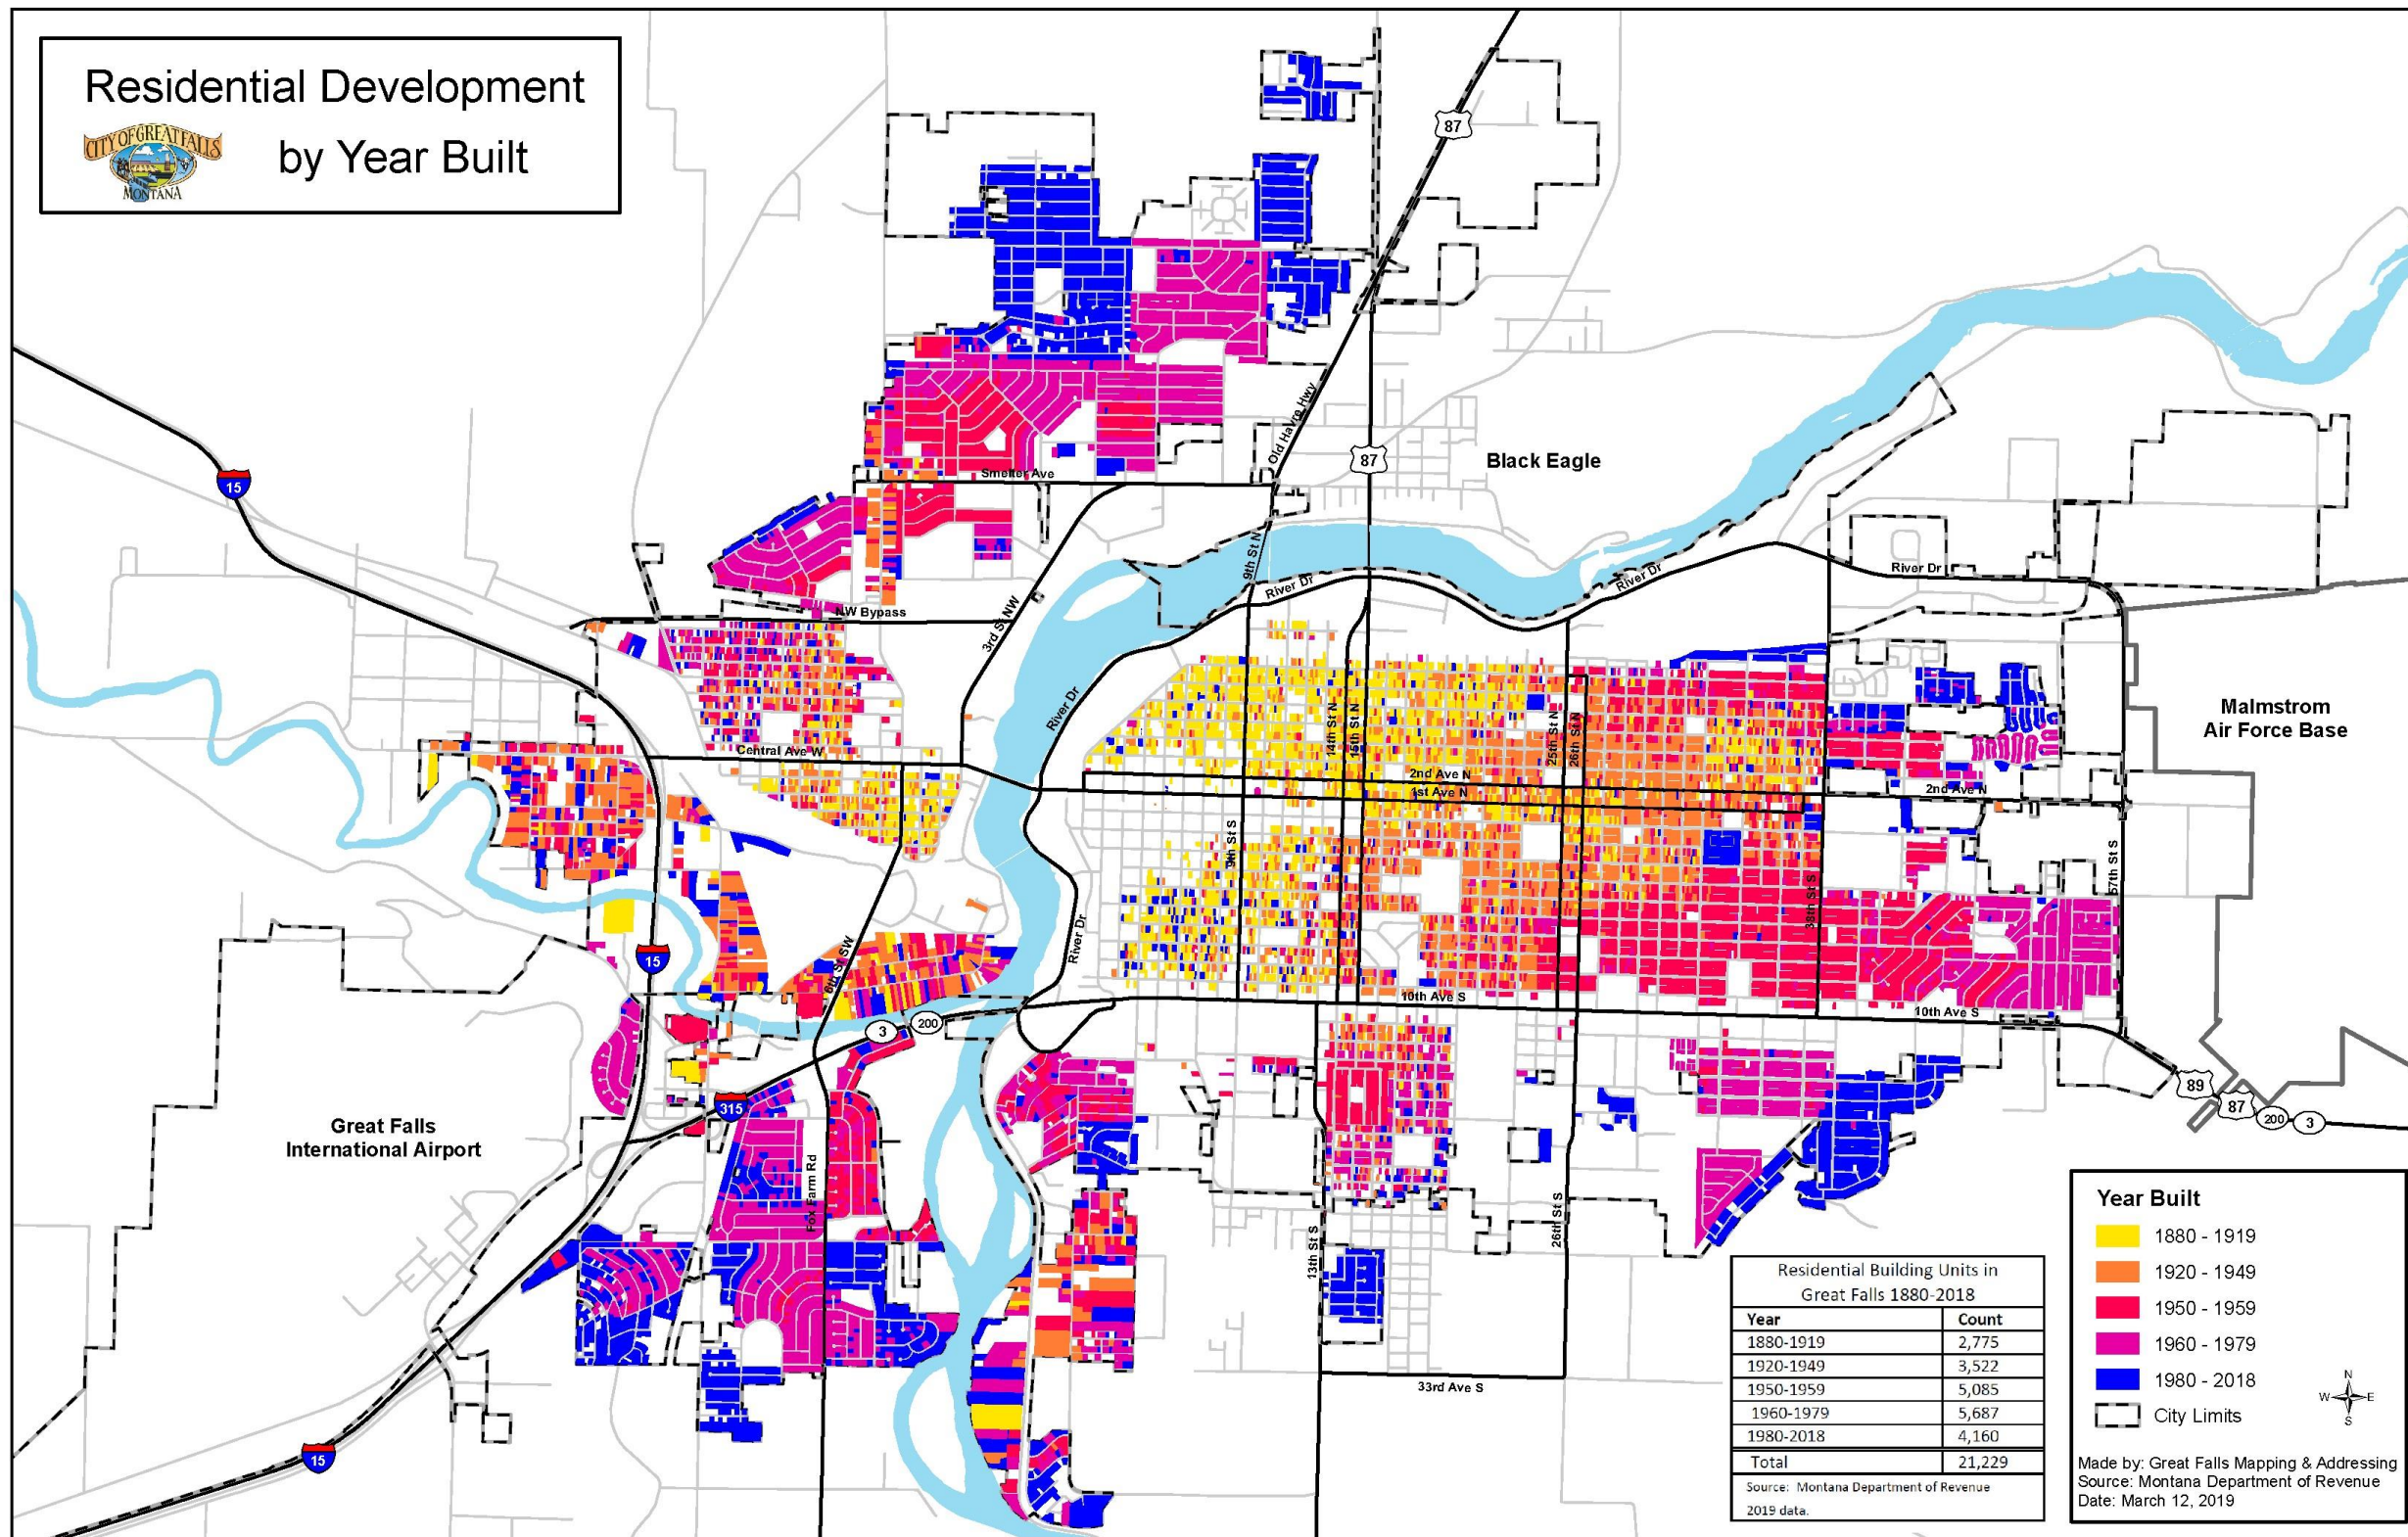 Residential Development
by Year Built
CITY OF GREAT FALLS
MONTANA
87
87
15
Old Havre Hwy
Black Eagle
Smelter Ave
9th St N
River Dr
River Dr
River Dr
NW Bypass
3rd St NW
River Dr
14th St N
15th St N
25th St N
26th St N
Malmstrom
Air Force Base
Central Ave W
2nd Ave N
1st Ave N
2nd Ave N
9th St S
38th St S
57th St S
River Dr
6th St SW
15
10th Ave S
10th Ave S
3
200
315
89
87
200
3
Great Falls
International Airport
Fox Farm Rd
13th St S
26th St S
33rd Ave S
15
Residential Building Units in
Great Falls 1880-2018
Year Count
1880-1919 2,775
1920-1949 3,522
1950-1959 5,085
1960-1979 5,687
1980-2018 4,160
Total 21,229
Source: Montana Department of Revenue
2019 data.
Year Built
1880 - 1919
1920 - 1949
1950 - 1959
1960 - 1979
1980 - 2018
City Limits
N
W E
S
Made by: Great Falls Mapping & Addressing
Source: Montana Department of Revenue
Date: March 12, 2019